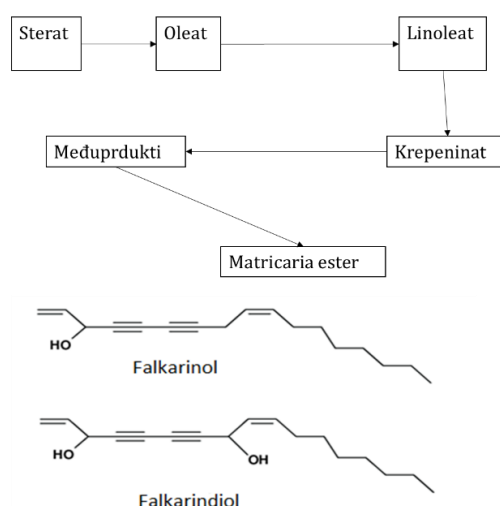 Sterat
Oleat
Linoleat
Međuprdukti
Krepeninat
Matricaria ester
HO
Falkarinol
HO
OH
Falkarindiol